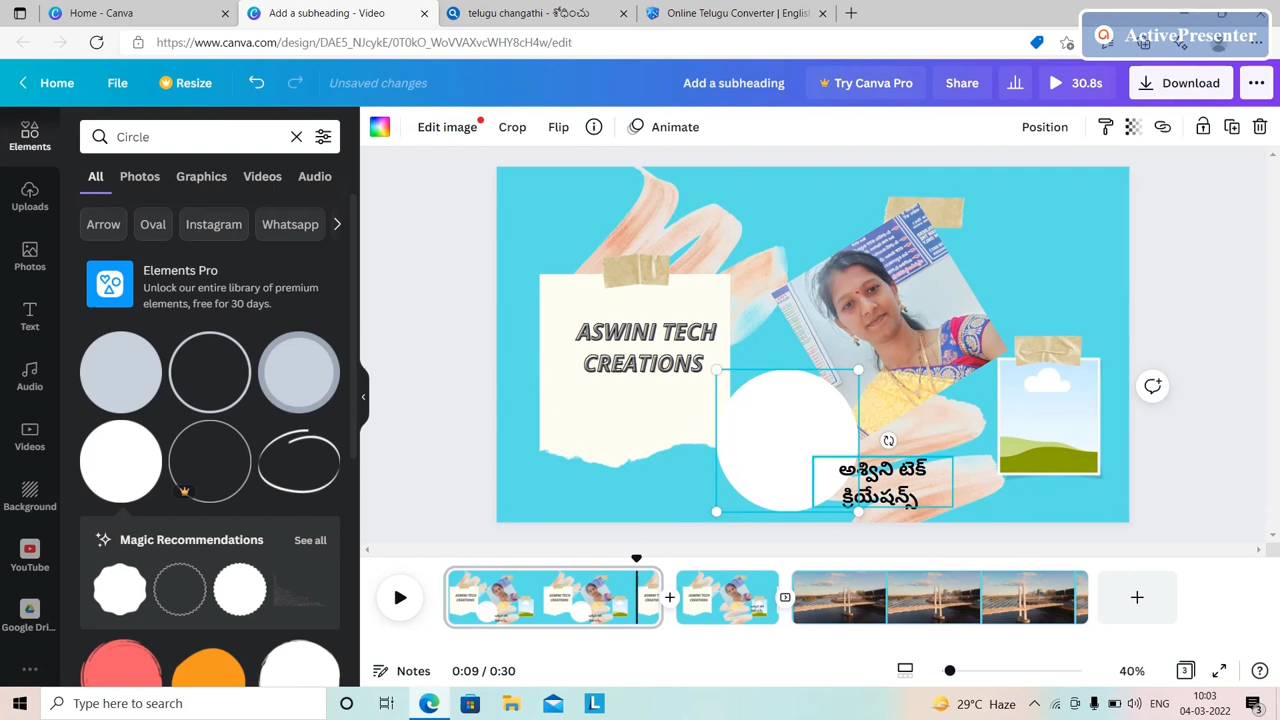 Home - Canva
Add a subheading - Video
telugu changathi - శోధించు
Online Telugu Converter | English
ActivePresenter
https://www.canva.com/design/DAE5_NJcykE/0T0kO_WoVVAXvcWHY8cH4w/edit
Home
File
Resize
Unsaved changes
Add a subheading
Try Canva Pro
Share
30.8s
Download
Elements
Circle
Edit image
Crop
Flip
Animate
Position
All
Photos
Graphics
Videos
Audio
Uploads
Arrow
Oval
Instagram
Whatsapp
Photos
Elements Pro
Unlock our entire library of premium
elements, free for 30 days.
Text
ASWINI TECH
CREATIONS
Audio
Videos
అశ్విని టెక్
క్రియేషన్స్
Background
Magic Recommendations
See all
YouTube
Google Dri...
Notes
0:09 / 0:30
40%
3
Type here to search
29°C Haze
10:03
04-03-2022
3